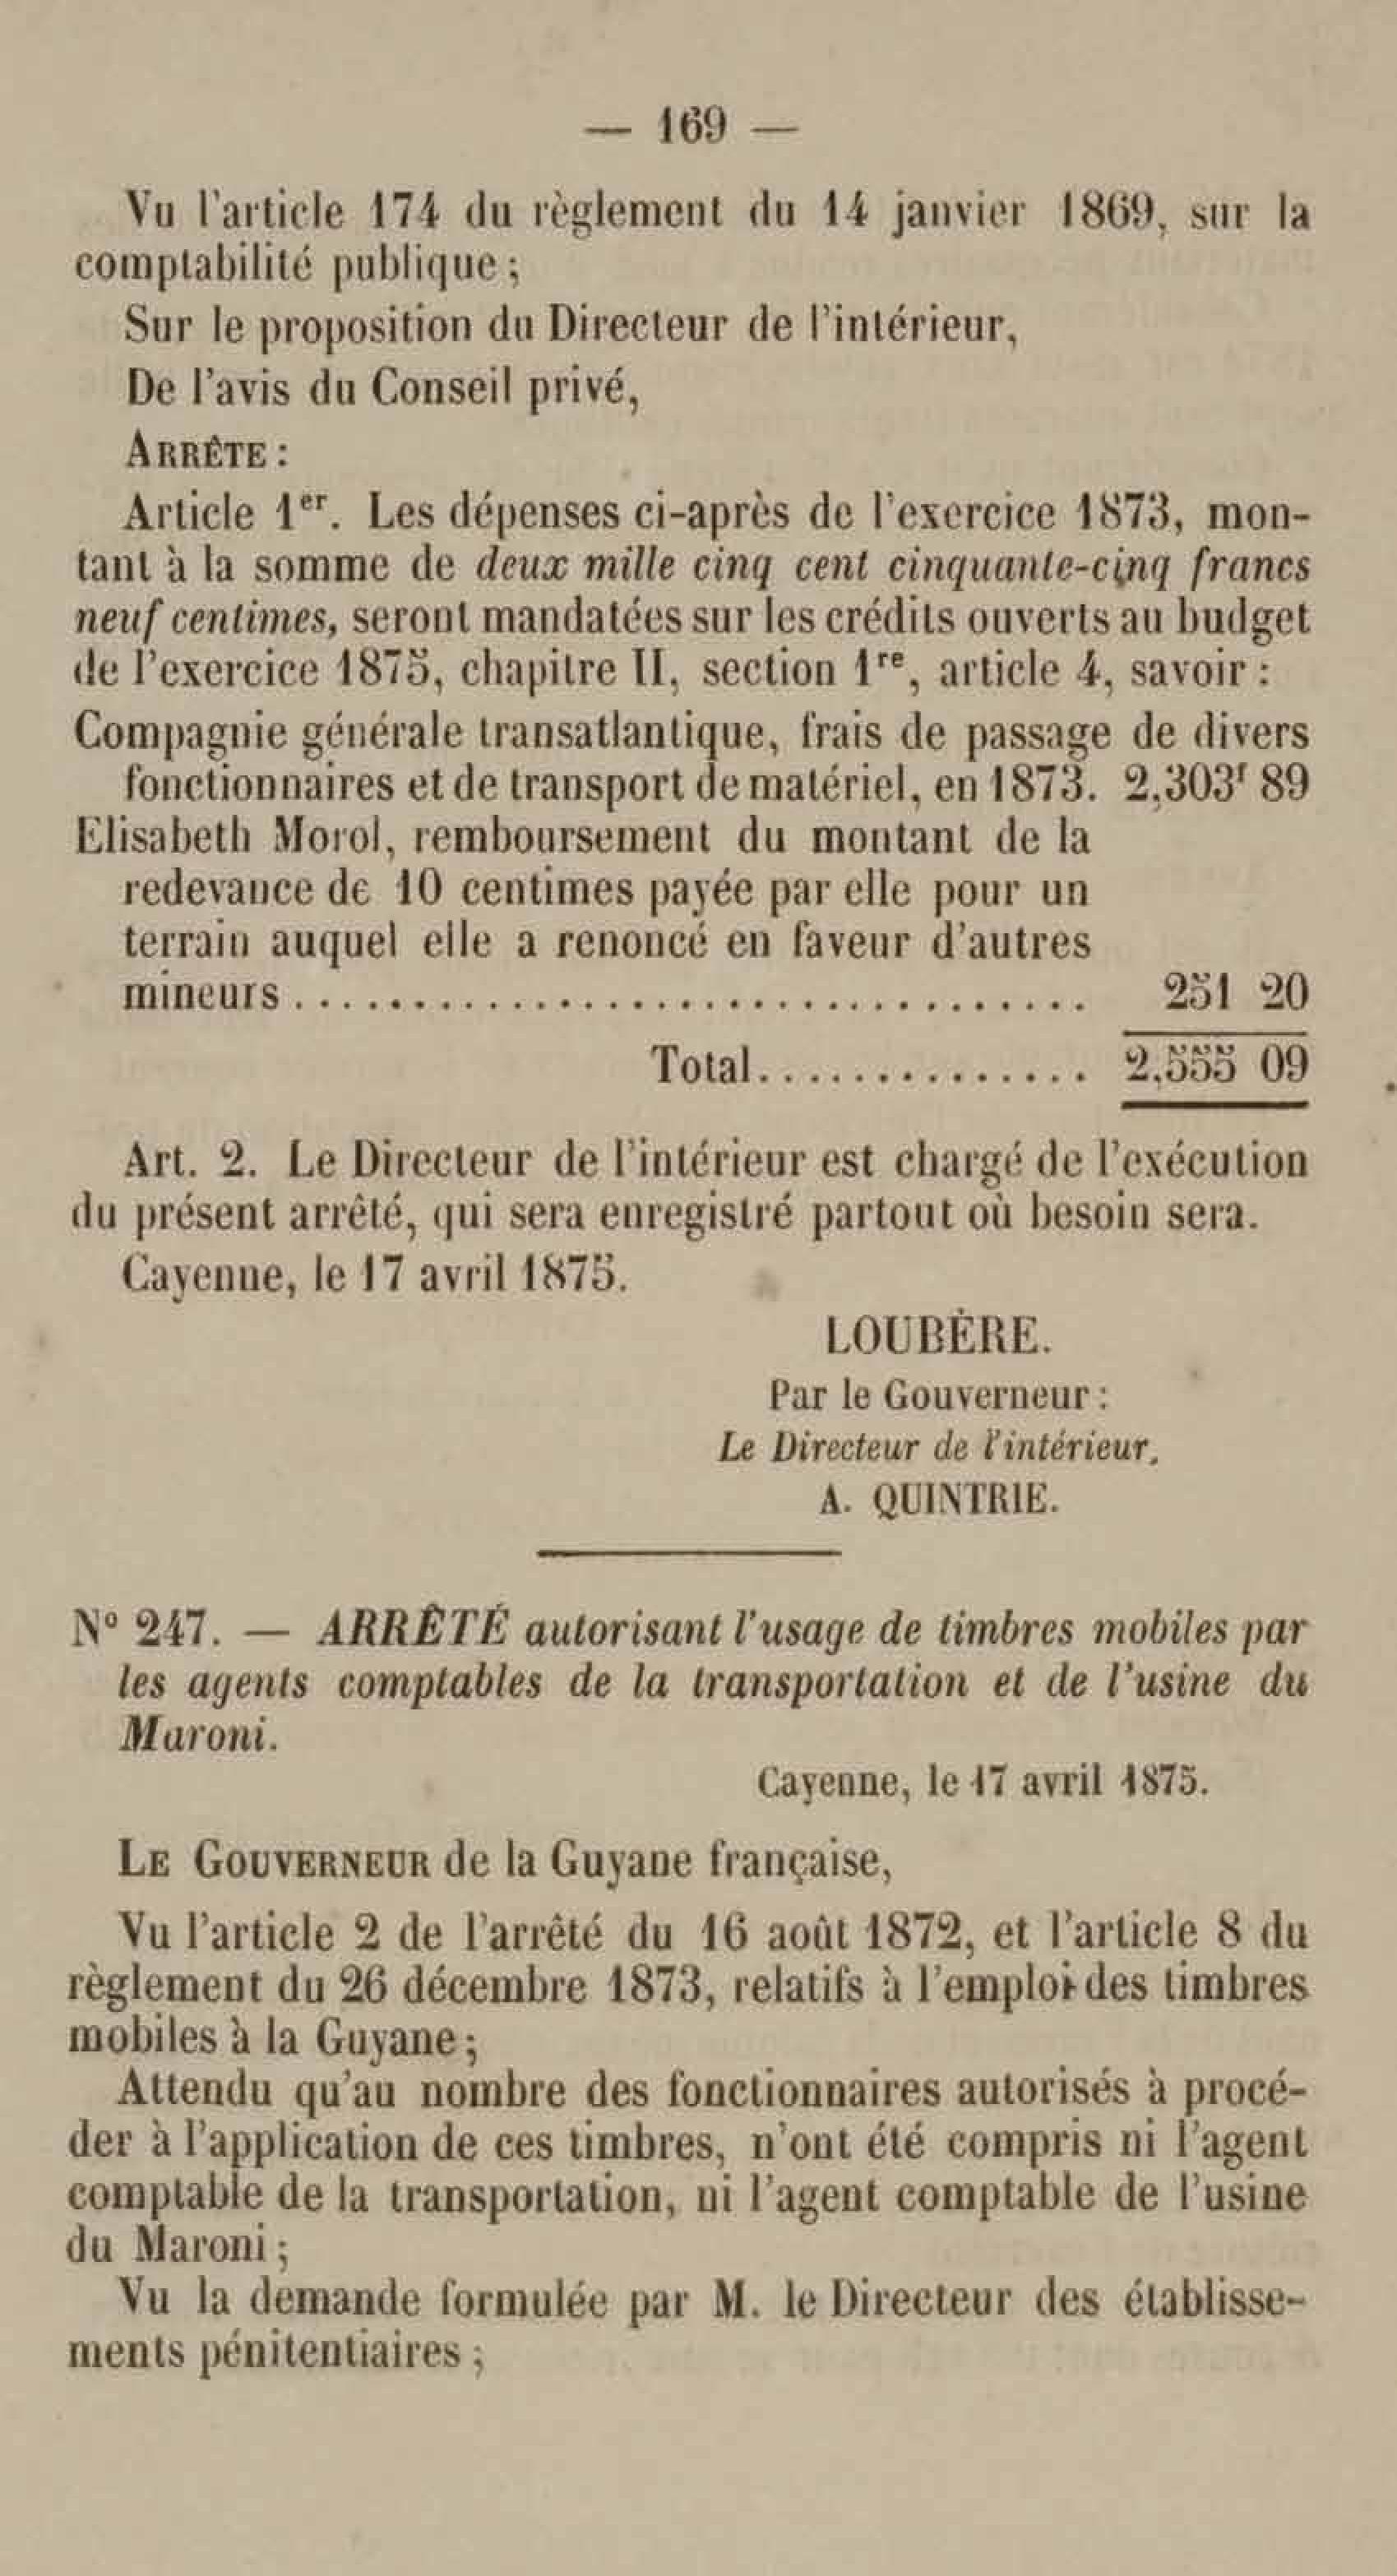 — 169 —
Vu l'article 174 du règlement du 14 janvier 1869, sur la
comptabilité publique ;
Sur le proposition du Directeur de l'intérieur,
De l'avis du Conseil privé,
ARRÊTE :
Article 1er. Les dépenses ci-après de l'exercice 1873, mon-
tant à la somme de deux mille cinq cent cinquante-cinq francs
neuf centimes, seront mandatées sur les crédits ouverts au budget
de l'exercice 1875, chapitre II, section 1re, article 4, savoir :
Compagnie générale transatlantique, frais de passage de divers
fonctionnaires et de transport de matériel, en 1873. 2,303f 89
Elisabeth Morol, remboursement du montant de la
redevance de 10 centimes payée par elle pour un
terrain auquel elle a renoncé en faveur d'autres
mineurs.................................. 251 20
Total.............. 2,555 09
Art. 2. Le Directeur de l'intérieur est chargé de l'exécution
du présent arrêté, qui sera enregistré partout où besoin sera.
Cayenne, le 17 avril 1875.
LOUBÈRE.
Par le Gouverneur :
Le Directeur de l'intérieur,
A. QUINTRIE.
N° 247. — ARRÊTÉ autorisant l'usage de timbres mobiles par
les agents comptables de la transportation et de l'usine du
Maroni.
Cayenne, le 17 avril 1875.
LE GOUVERNEUR de la Guyane française,
Vu l'article 2 de l'arrêté du 16 août 1872, et l'article 8 du
règlement du 26 décembre 1873, relatifs à l'emploi des timbres
mobiles à la Guyane ;
Attendu qu'au nombre des fonctionnaires autorisés à procé-
der à l'application de ces timbres, n'ont été compris ni l'agent
comptable de la transportation, ni l'agent comptable de l'usine
du Maroni ;
Vu la demande formulée par M. le Directeur des établisse-
ments pénitentiaires ;